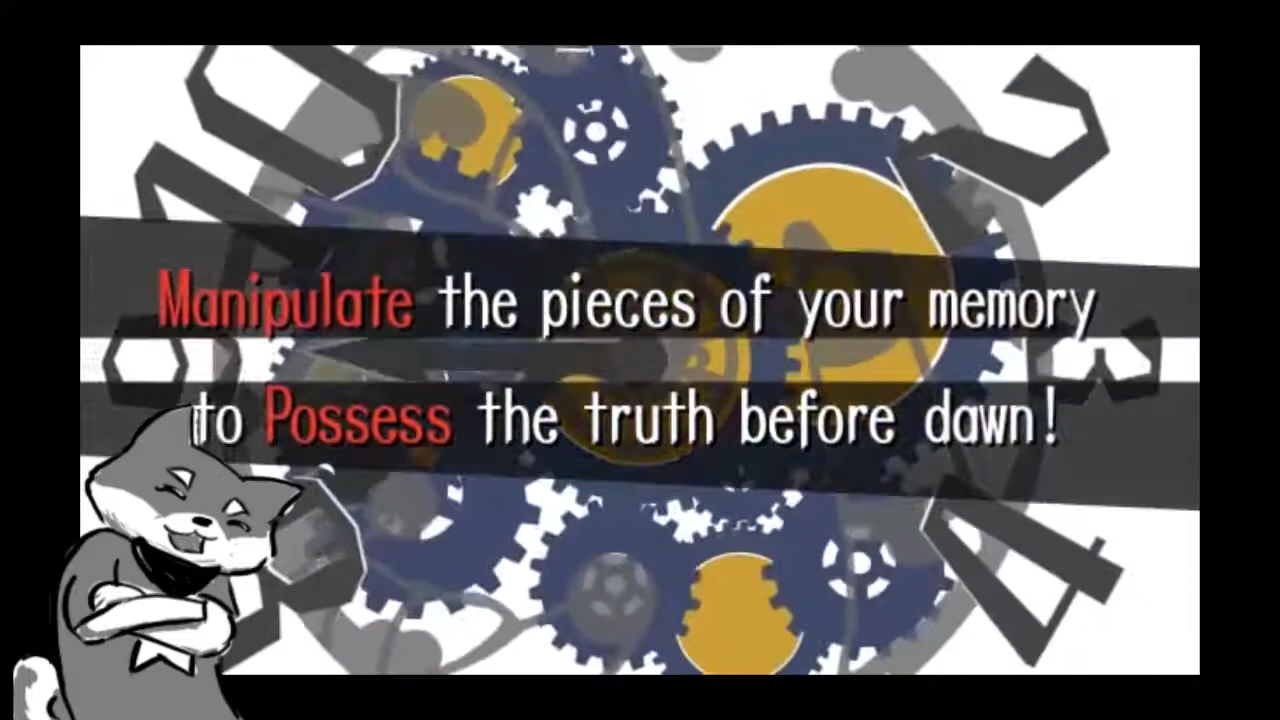 Manipulate the pieces of your memory
to Possess the truth before dawn!